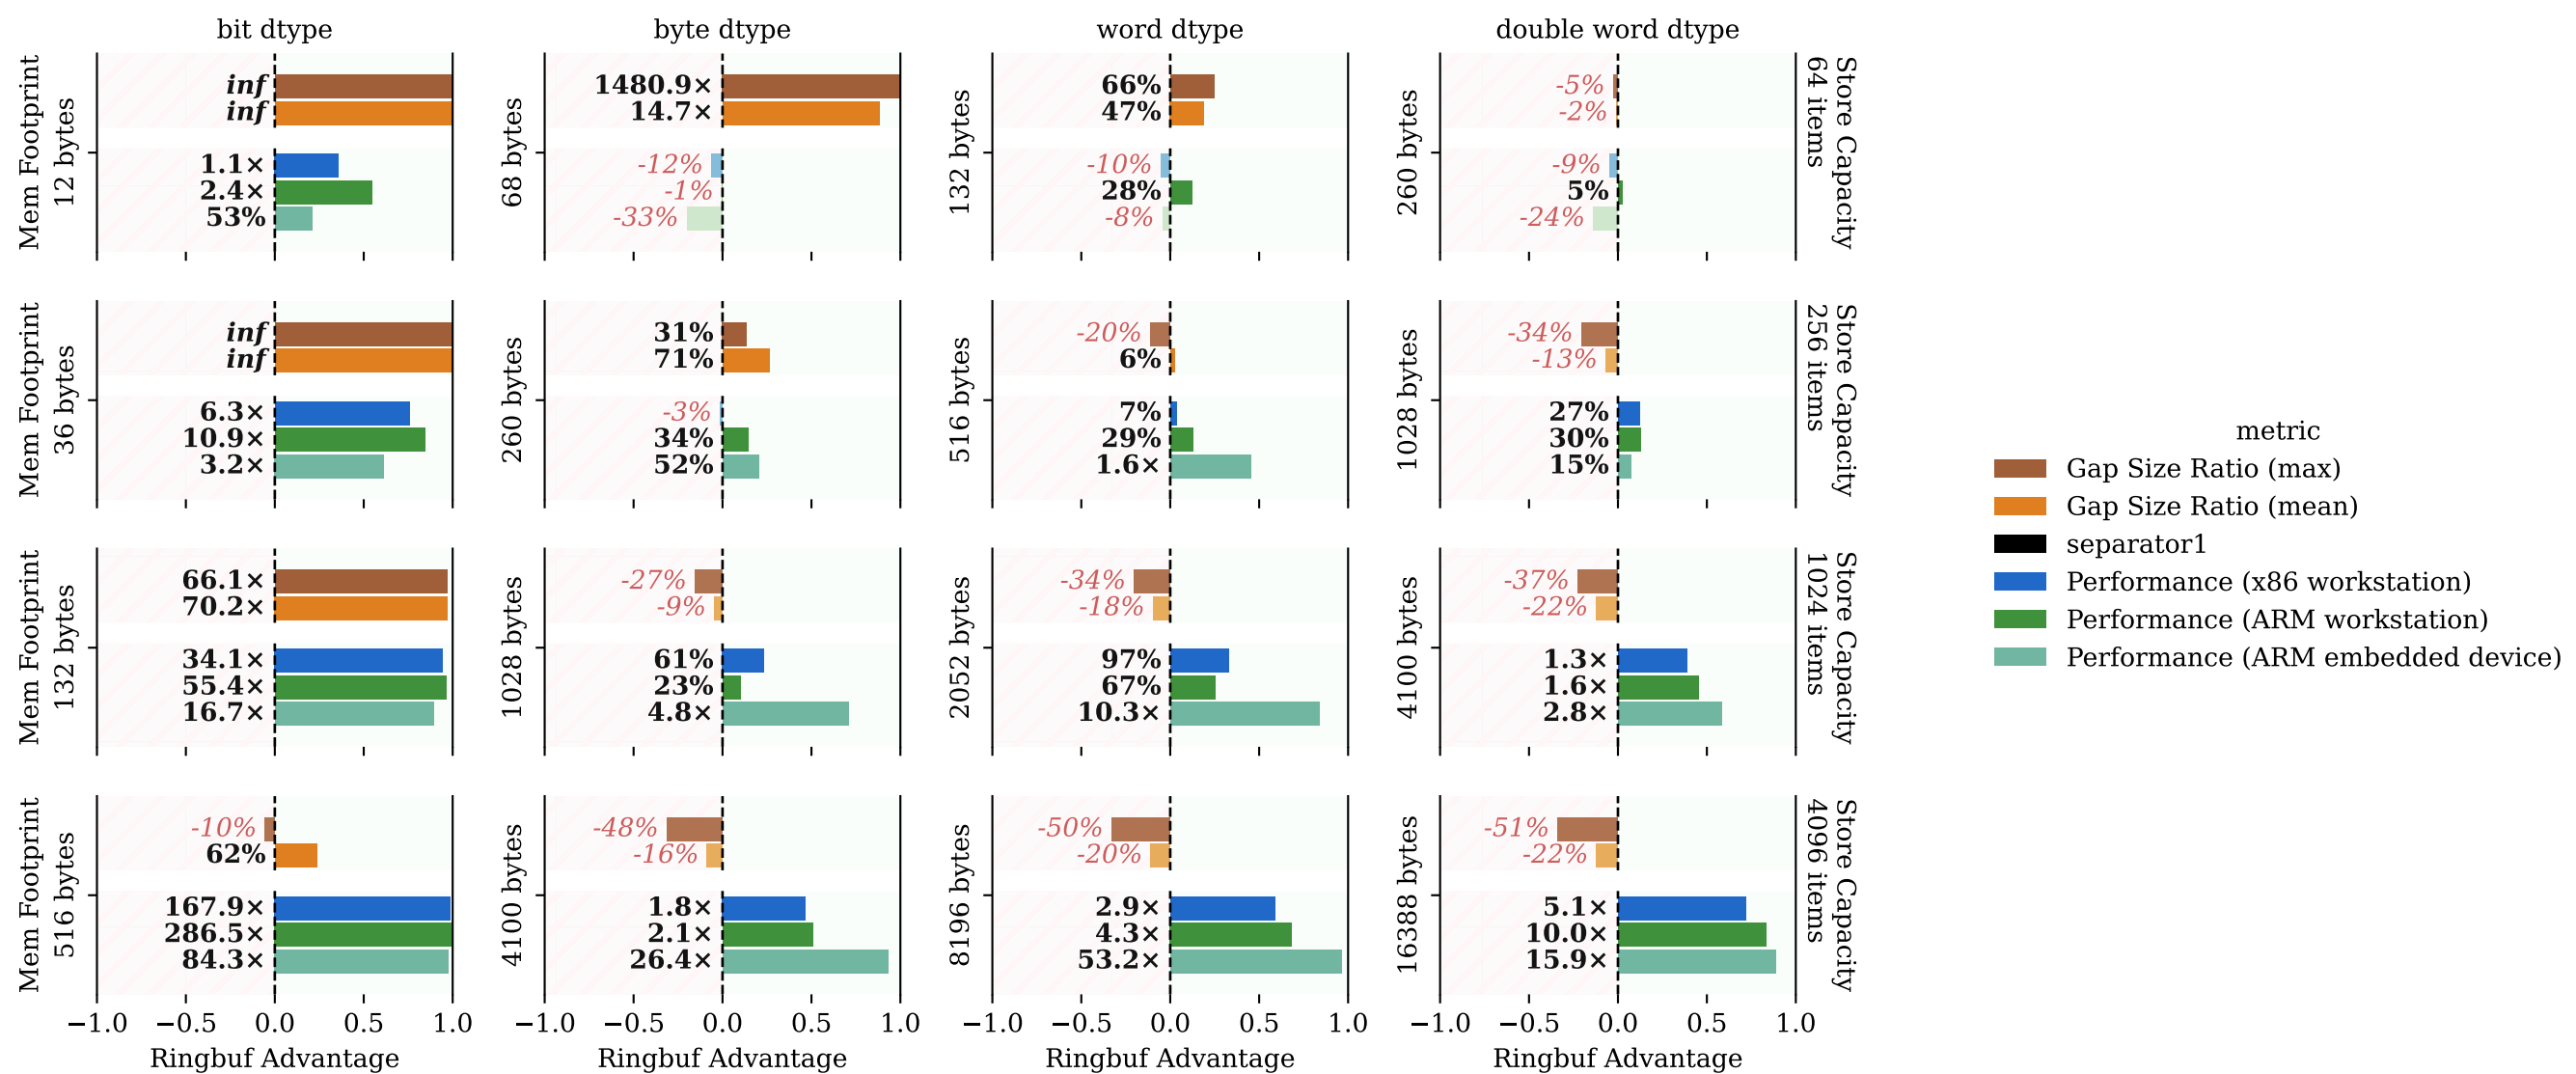 bit dtype
byte dtype
word dtype
double word dtype
Mem Footprint
12 bytes
inf
inf
1.1×
2.4×
53%
68 bytes
1480.9×
14.7×
-12%
-1%
-33%
132 bytes
66%
47%
-10%
28%
-8%
260 bytes
-5%
-2%
-9%
5%
-24%
Store Capacity
64 items
Mem Footprint
36 bytes
inf
inf
6.3×
10.9×
3.2×
260 bytes
31%
71%
-3%
34%
52%
516 bytes
-20%
6%
7%
29%
1.6×
1028 bytes
-34%
-13%
27%
30%
15%
Store Capacity
256 items
Mem Footprint
132 bytes
66.1×
70.2×
34.1×
55.4×
16.7×
1028 bytes
-27%
-9%
61%
23%
4.8×
2052 bytes
-34%
-18%
97%
67%
10.3×
4100 bytes
-37%
-22%
1.3×
1.6×
2.8×
Store Capacity
1024 items
Mem Footprint
516 bytes
-10%
62%
167.9×
286.5×
84.3×
4100 bytes
-48%
-16%
1.8×
2.1×
26.4×
8196 bytes
-50%
-20%
2.9×
4.3×
53.2×
16388 bytes
-51%
-22%
5.1×
10.0×
15.9×
Store Capacity
4096 items
−1.0 −0.5 0.0 0.5 1.0
Ringbuf Advantage
−1.0 −0.5 0.0 0.5 1.0
Ringbuf Advantage
−1.0 −0.5 0.0 0.5 1.0
Ringbuf Advantage
−1.0 −0.5 0.0 0.5 1.0
Ringbuf Advantage
metric
Gap Size Ratio (max)
Gap Size Ratio (mean)
separator1
Performance (x86 workstation)
Performance (ARM workstation)
Performance (ARM embedded device)